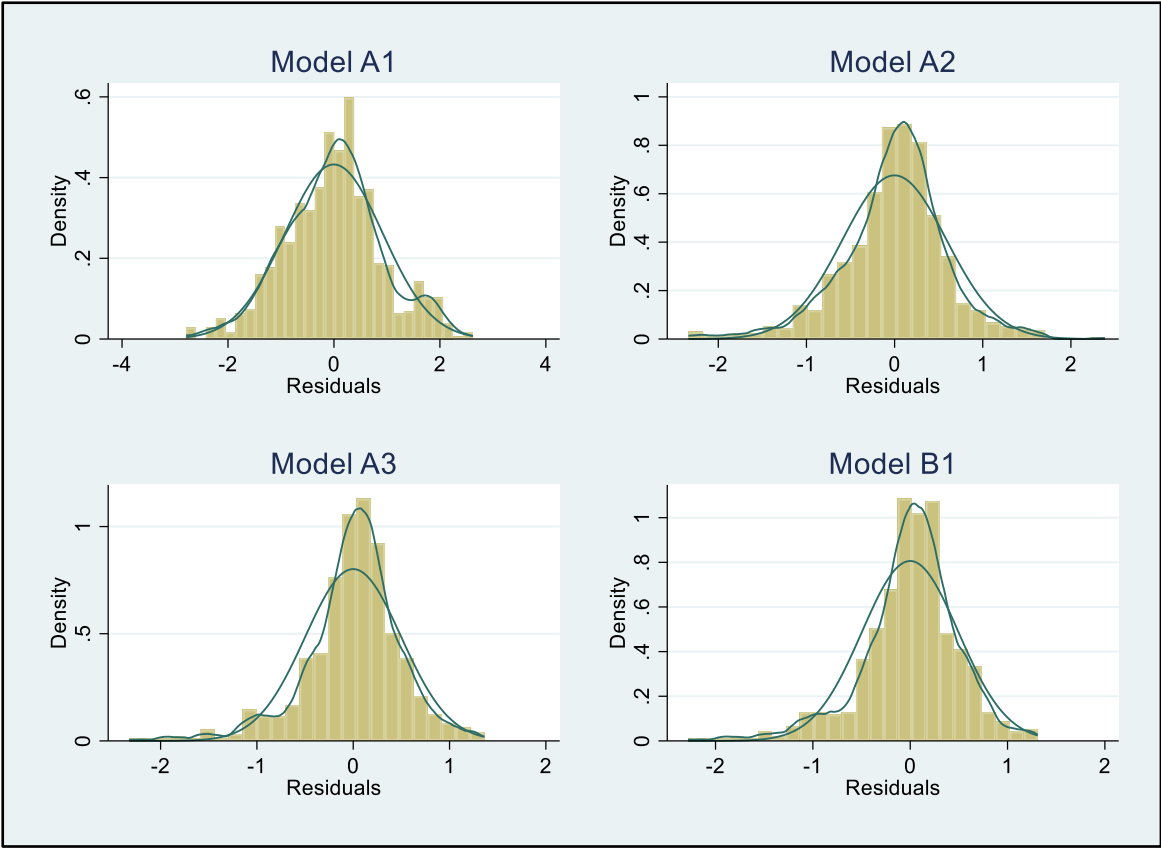 Model A1
Density
.6
.4
.2
0
-4 -2 0 2 4
Residuals
Model A2
Density
1
.8
.6
.4
.2
0
-2 -1 0 1 2
Residuals
Model A3
Density
1
.5
0
-2 -1 0 1 2
Residuals
Model B1
Density
1
.8
.6
.4
.2
0
-2 -1 0 1 2
Residuals